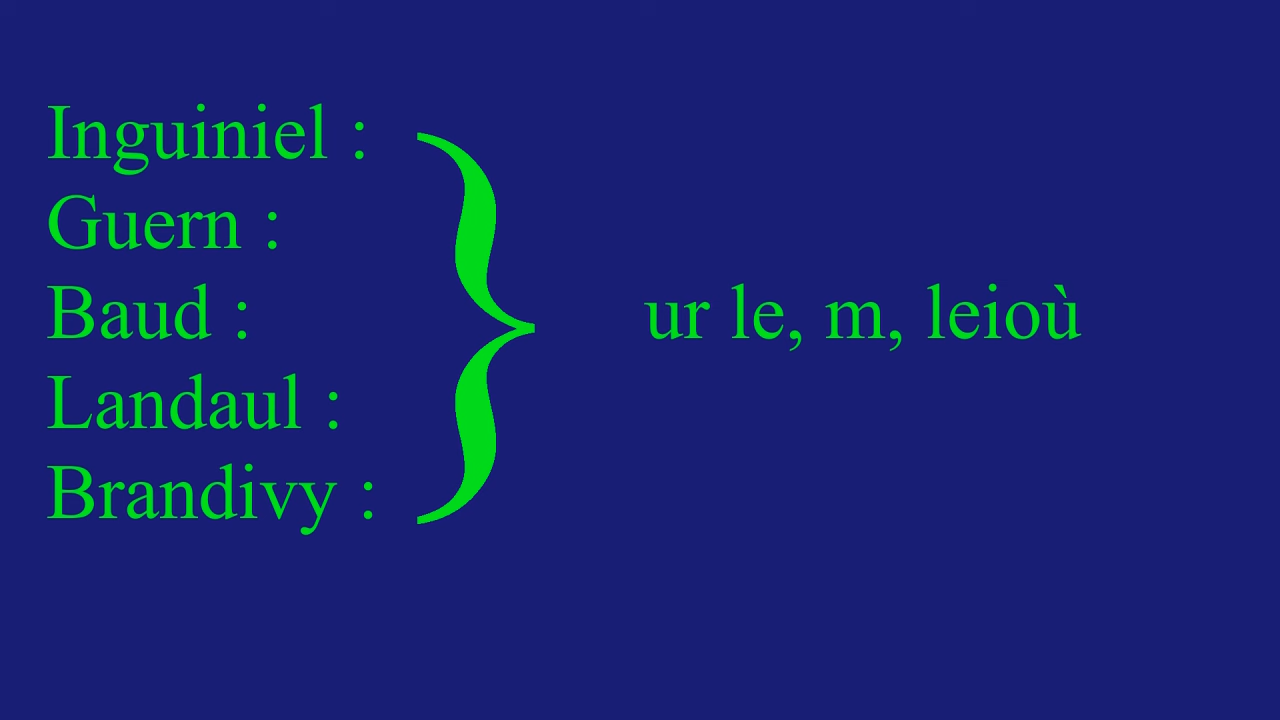 Inguiniel :
Guern :
Baud :
ur le, m, leioù
Landaul :
Brandivy :